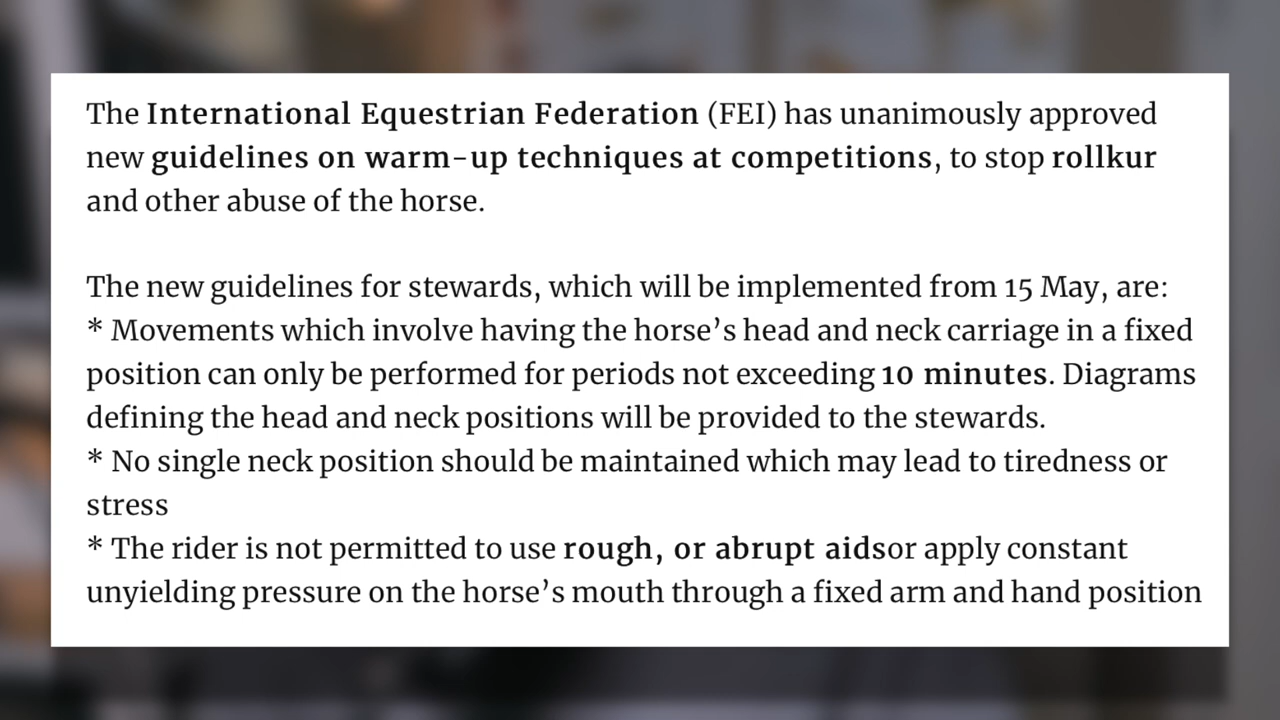 The International Equestrian Federation (FEI) has unanimously approved
new guidelines on warm-up techniques at competitions, to stop rollkur
and other abuse of the horse.
The new guidelines for stewards, which will be implemented from 15 May, are:
* Movements which involve having the horse’s head and neck carriage in a fixed
position can only be performed for periods not exceeding 10 minutes. Diagrams
defining the head and neck positions will be provided to the stewards.
* No single neck position should be maintained which may lead to tiredness or
stress
* The rider is not permitted to use rough, or abrupt aidsor apply constant
unyielding pressure on the horse’s mouth through a fixed arm and hand position